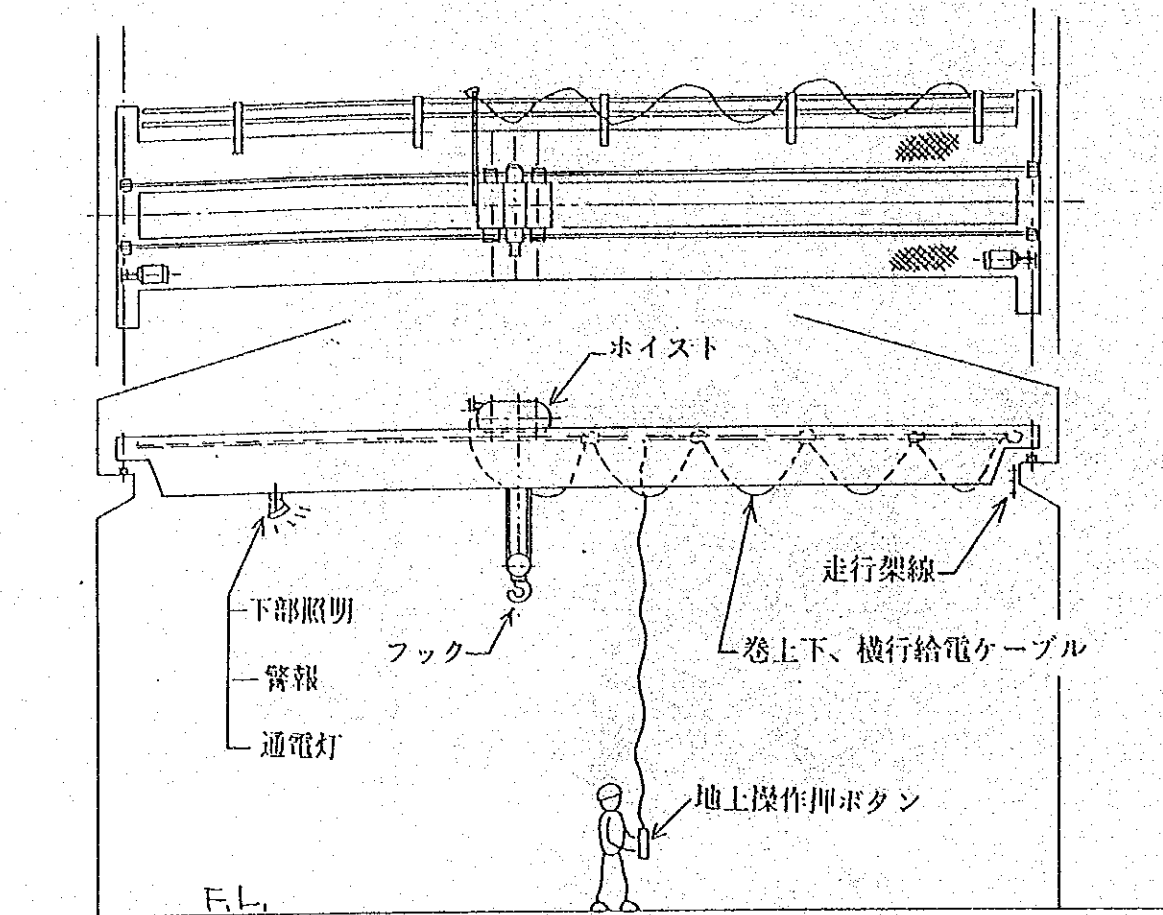 ホイスト
走行架線
下部照明
フック
巻上下、横行給電ケーブル
警報
通電灯
地上操作押ボタン
F.L.